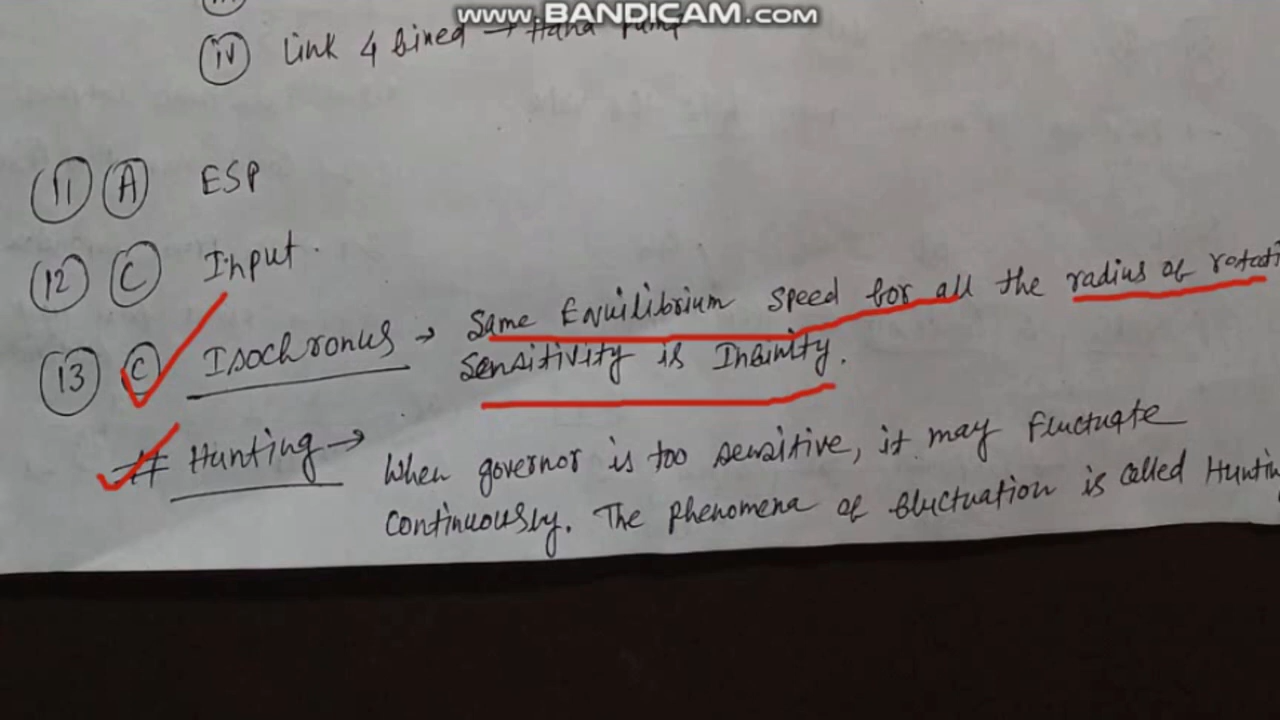 www.BANDICAM.com
iv Link 4 fixed → Hand
11 A ESP
12 C Input.
13 C Isochronus → Same Equilibrium speed for all the radius of rotati
Sensitivity is Infinity.
# Hunting → When governor is too sensitive, it may fluctuate
continuously. The phenomena of fluctuation is called Huntin